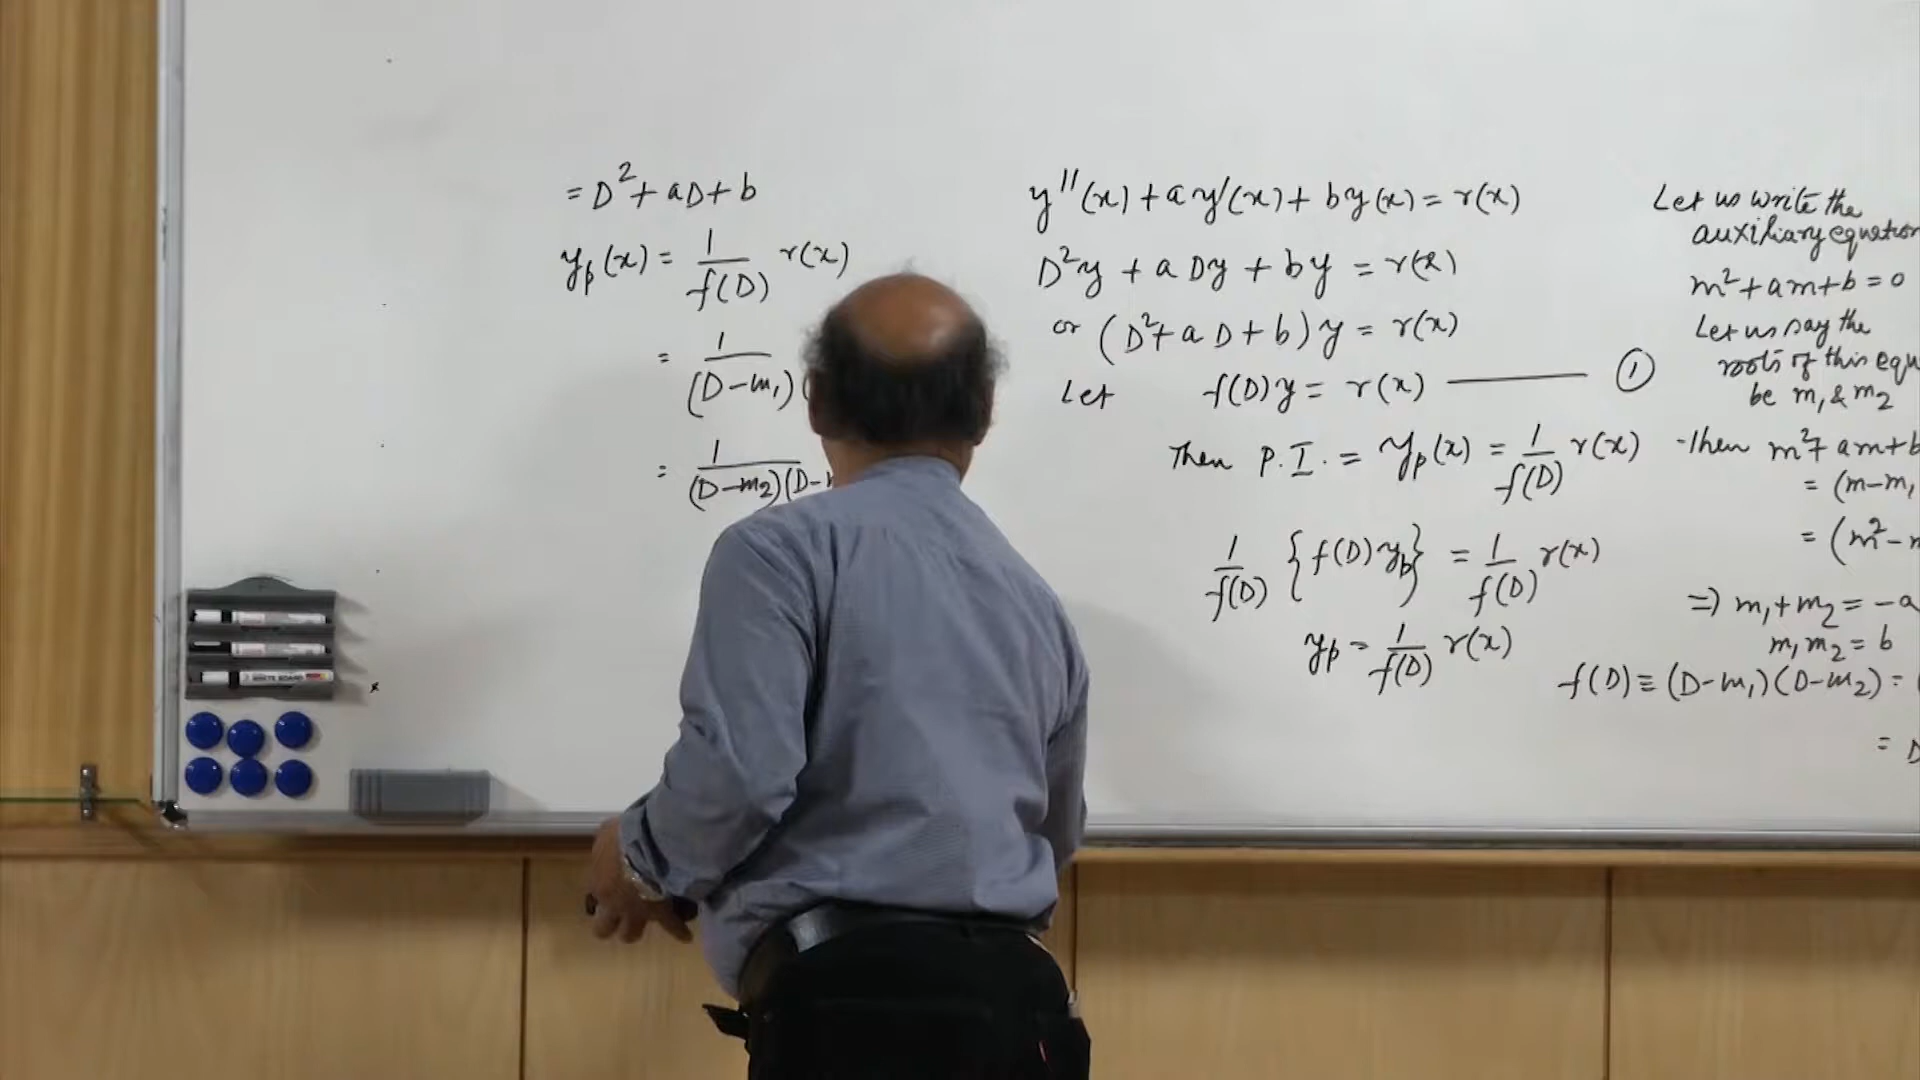 = D² + aD + b
y_p(x) = 1/f(D) r(x)
= 1/(D - m₁)(
= 1/(D - m₂)(D -
y''(x) + a y'(x) + b y(x) = r(x)
D²y + a Dy + by = r(x)
or (D² + a D + b) y = r(x)
Let f(D) y = r(x) ——— ①
Then P.I. = y_p(x) = 1/f(D) r(x)
1/f(D) {f(D) y_p} = 1/f(D) r(x)
y_p = 1/f(D) r(x)
Let us write the
auxiliary equation
m² + am + b = 0
Let us say the
roots of this equ
be m₁ & m₂
Then m² + am + b
= (m - m₁
= (m² - m
⇒ m₁ + m₂ = -a
m₁ m₂ = b
f(D) ≡ (D - m₁)(D - m₂) =
= D
WHITE BOARD